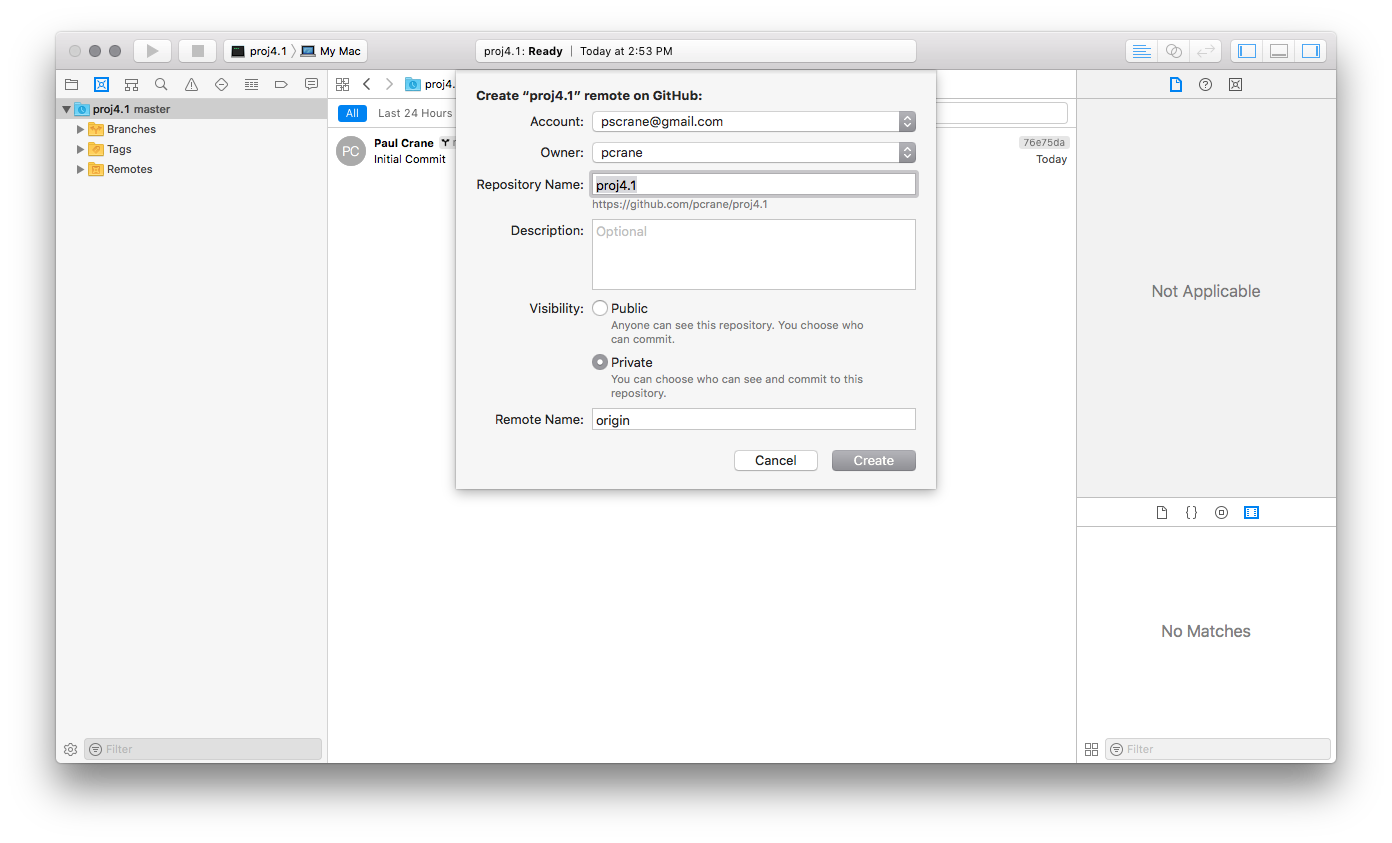 proj4.1 My Mac
proj4.1: Ready | Today at 2:53 PM
proj4.1 master
Branches
Tags
Remotes
Filter
proj4.
All Last 24 Hours
PC
Paul Crane
Initial Commit
76e75da
Today
Create “proj4.1” remote on GitHub:
Account: pscrane@gmail.com
Owner: pcrane
Repository Name: proj4.1
https://github.com/pcrane/proj4.1
Description: Optional
Visibility: Public
Anyone can see this repository. You choose who
can commit.
Private
You can choose who can see and commit to this
repository.
Remote Name: origin
Cancel Create
Not Applicable
{}
No Matches
Filter